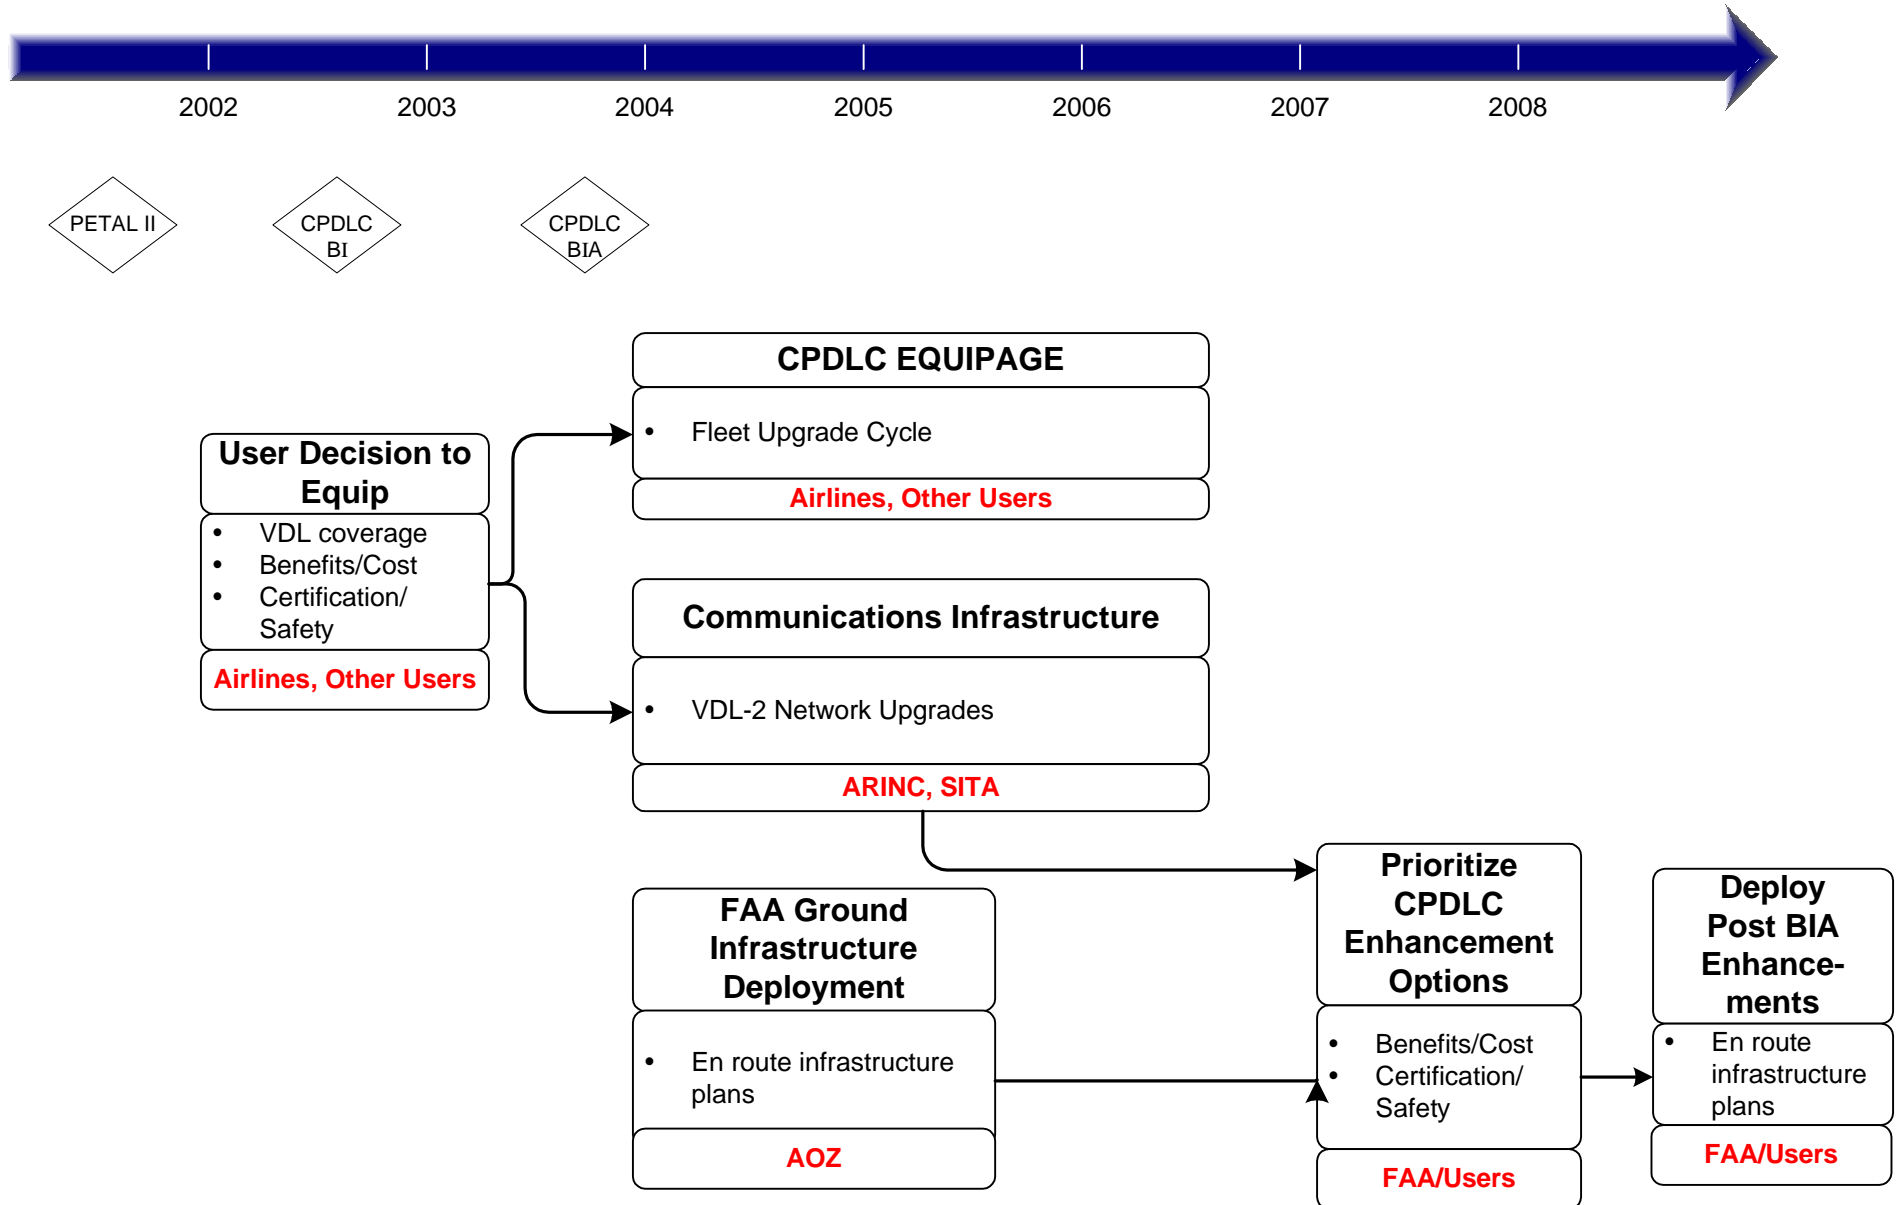 2002 2003 2004 2005 2006 2007 2008
PETAL II
CPDLC
BI
CPDLC
BIA
CPDLC EQUIPAGE
• Fleet Upgrade Cycle
Airlines, Other Users
User Decision to
Equip
• VDL coverage
• Benefits/Cost
• Certification/
Safety
Airlines, Other Users
Communications Infrastructure
• VDL-2 Network Upgrades
ARINC, SITA
FAA Ground
Infrastructure
Deployment
• En route infrastructure
plans
AOZ
Prioritize
CPDLC
Enhancement
Options
• Benefits/Cost
• Certification/
Safety
FAA/Users
Deploy
Post BIA
Enhance-
ments
• En route
infrastructure
plans
FAA/Users